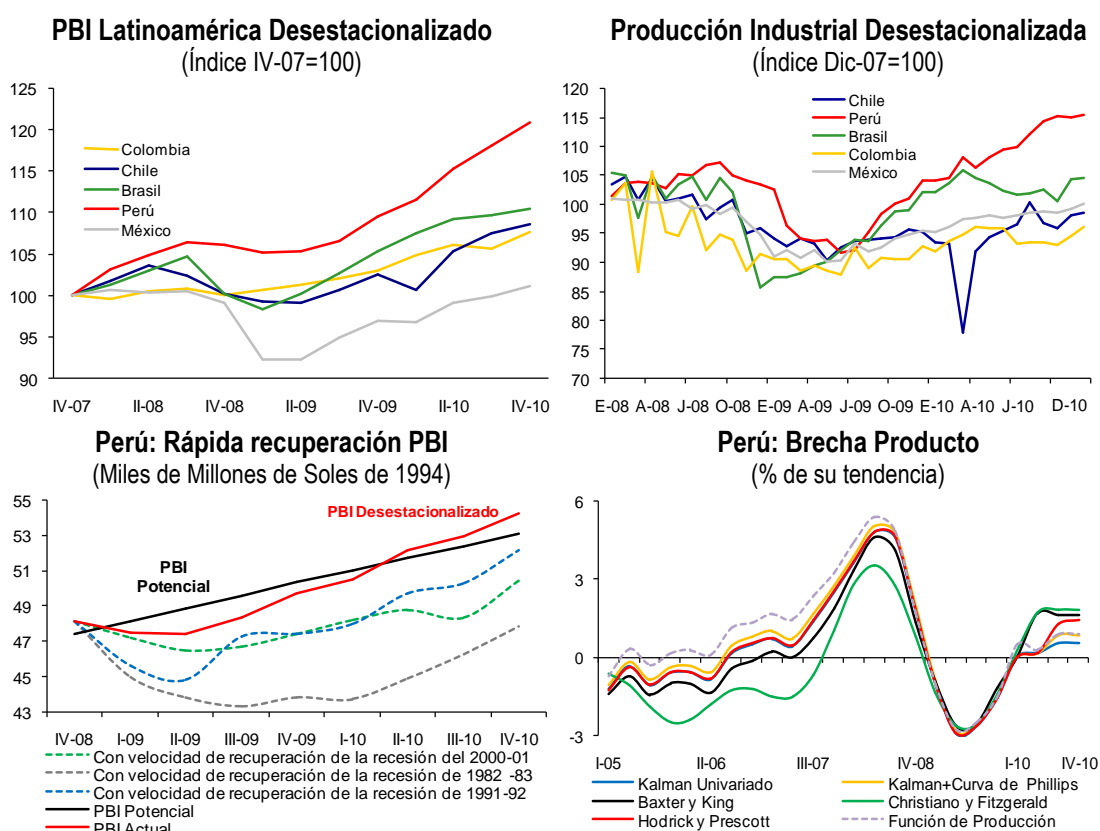 PBI Latinoamérica Desestacionalizado
(Índice IV-07=100)
125
120
115
110
105
100
95
90
Colombia
Chile
Brasil
Perú
México
IV-07 II-08 IV-08 II-09 IV-09 II-10 IV-10
Producción Industrial Desestacionalizada
(Índice Dic-07=100)
120
115
110
105
100
95
90
85
80
75
70
Chile
Perú
Brasil
Colombia
México
E-08 A-08 J-08 O-08 E-09 A-09 J-09 O-09 E-10 A-10 J-10 D-10
Perú: Rápida recuperación PBI
(Miles de Millones de Soles de 1994)
55
53
51
49
47
45
43
PBI Desestacionalizado
PBI
Potencial
IV-08 I-09 II-09 III-09 IV-09 I-10 II-10 III-10 IV-10
Con velocidad de recuperación de la recesión del 2000-01
Con velocidad de recuperación de la recesión de 1982 -83
Con velocidad de recuperación de la recesión de 1991-92
PBI Potencial
PBI Actual
Perú: Brecha Producto
(% de su tendencia)
6
3
0
-3
I-05 II-06 III-07 IV-08 I-10 IV-10
Kalman Univariado
Kalman+Curva de Phillips
Baxter y King
Christiano y Fitzgerald
Hodrick y Prescott
Función de Producción